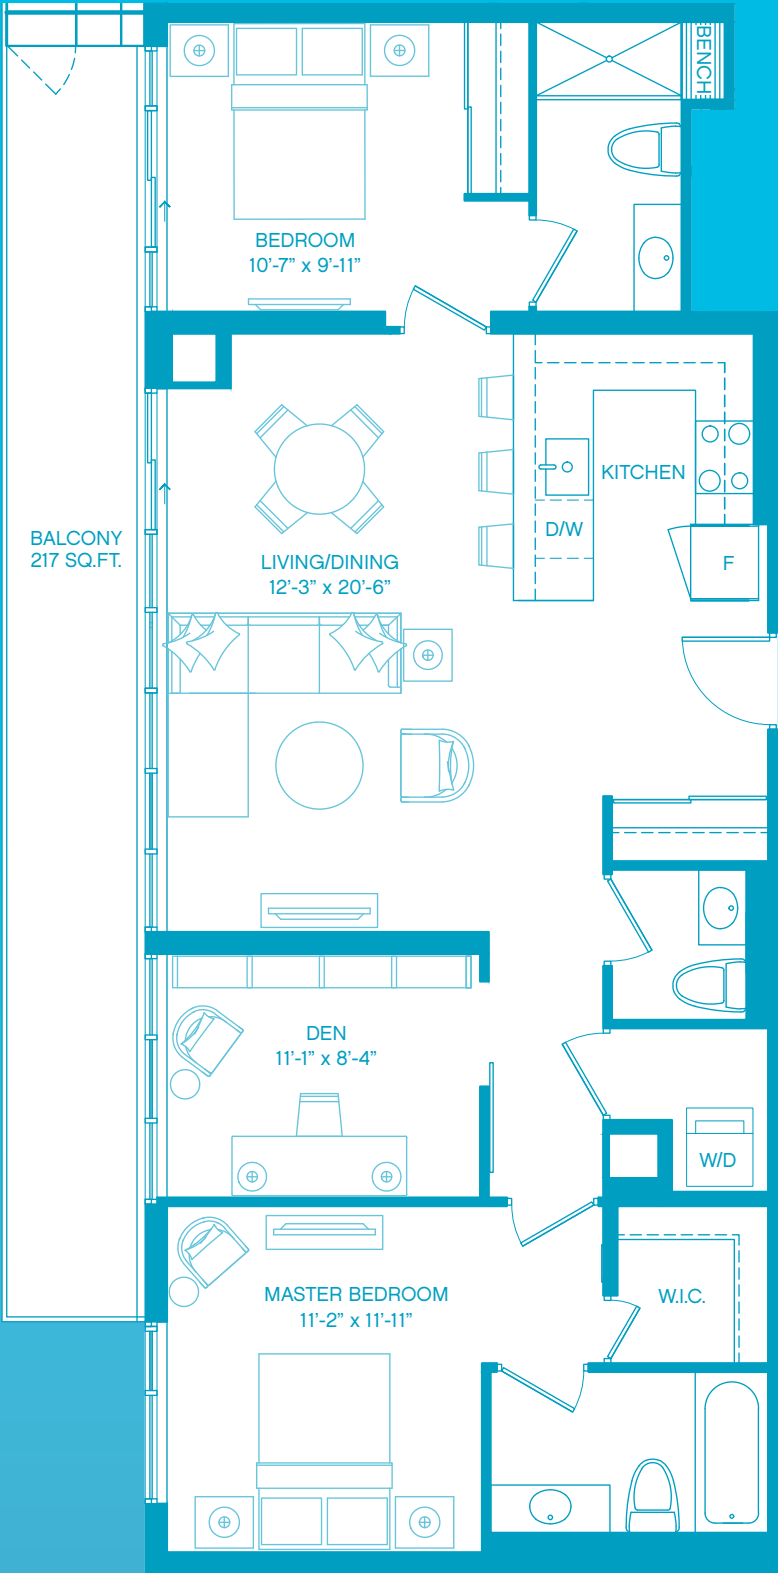 BENCH
BEDROOM
10'-7" x 9'-11"
KITCHEN
D/W
F
BALCONY
217 SQ.FT.
LIVING/DINING
12'-3" x 20'-6"
DEN
11'-1" x 8'-4"
W/D
MASTER BEDROOM
11'-2" x 11'-11"
W.I.C.